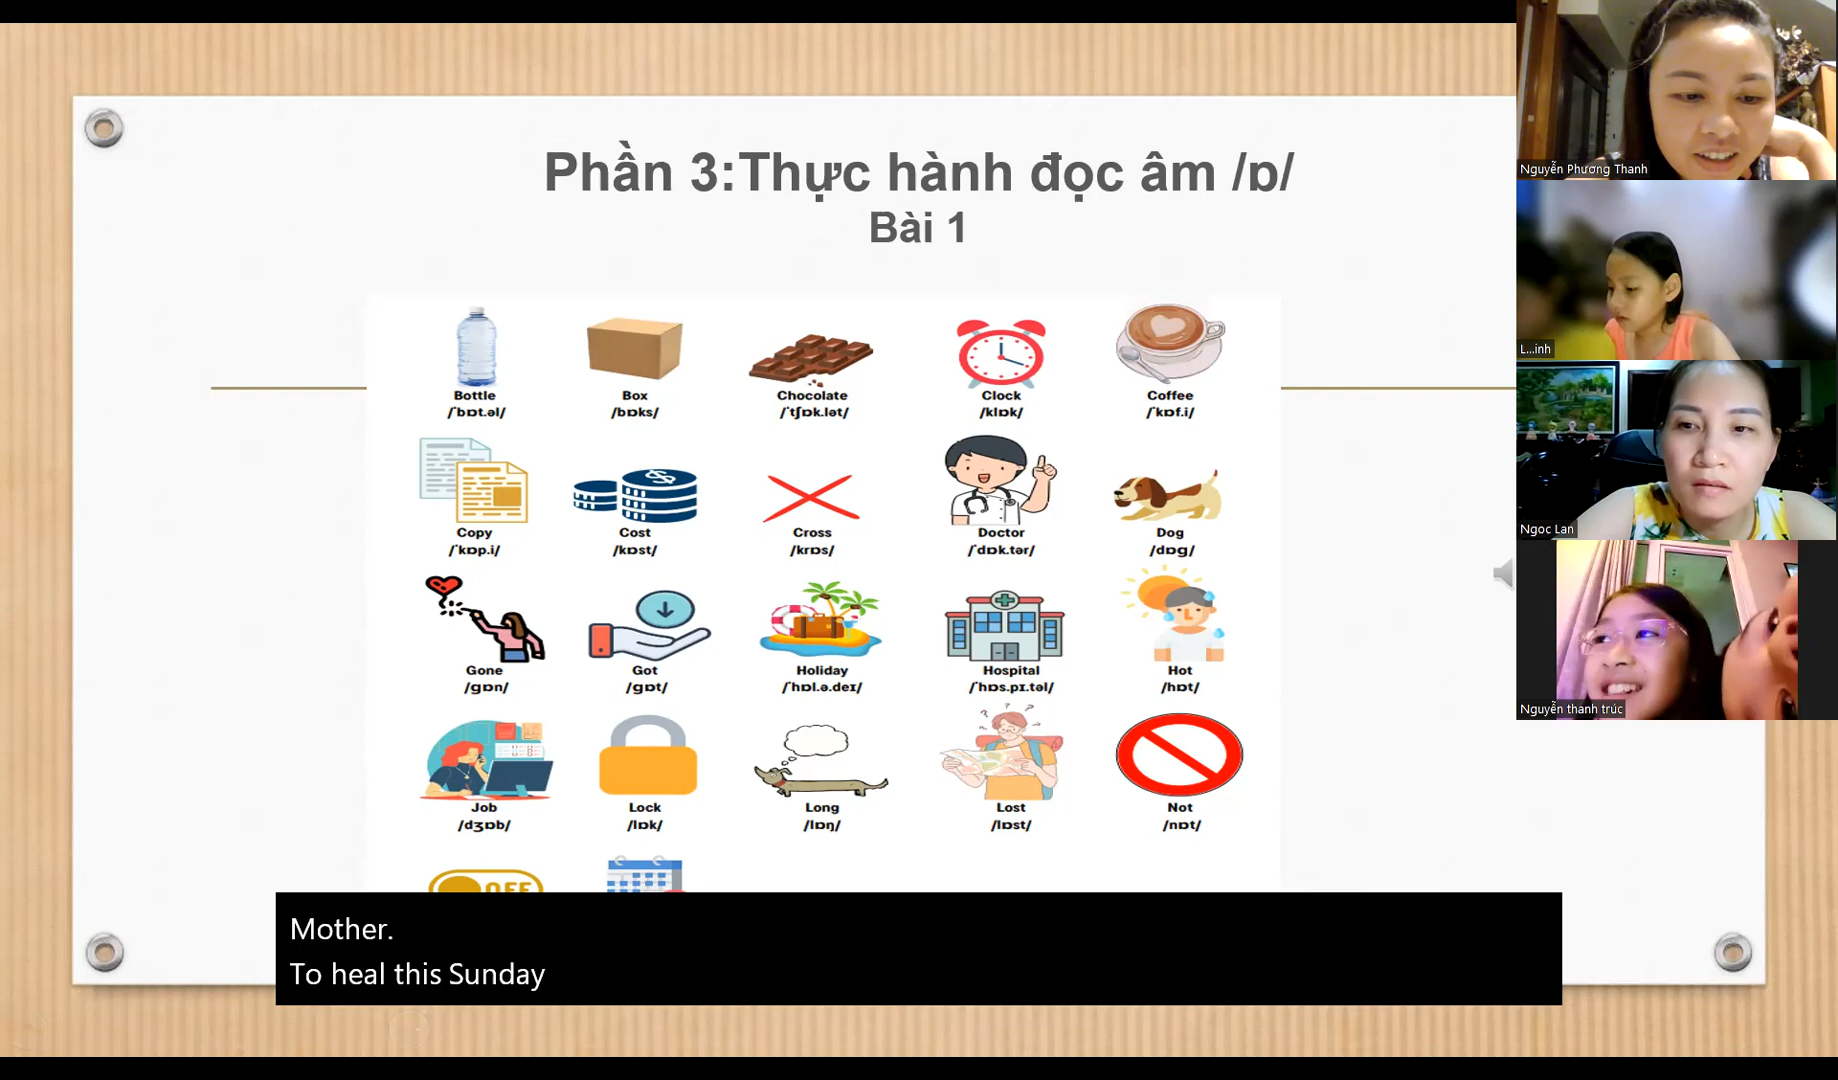 Phần 3:Thực hành đọc âm /ɒ/
Bài 1
Bottle
/ˈbɒt.əl/
Box
/bɒks/
Chocolate
/ˈtʃɒk.lət/
Clock
/klɒk/
Coffee
/ˈkɒf.i/
Copy
/ˈkɒp.i/
Cost
/kɒst/
Cross
/krɒs/
Doctor
/ˈdɒk.tər/
Dog
/dɒg/
Gone
/gɒn/
Got
/gɒt/
Holiday
/ˈhɒl.ə.deɪ/
Hospital
/ˈhɒs.pɪ.təl/
Hot
/hɒt/
Job
/dʒɒb/
Lock
/lɒk/
Long
/lɒŋ/
Lost
/lɒst/
Not
/nɒt/
OFF
Mother.
To heal this Sunday
Nguyễn Phương Thanh
L...inh
Ngoc Lan
Nguyễn thanh trúc